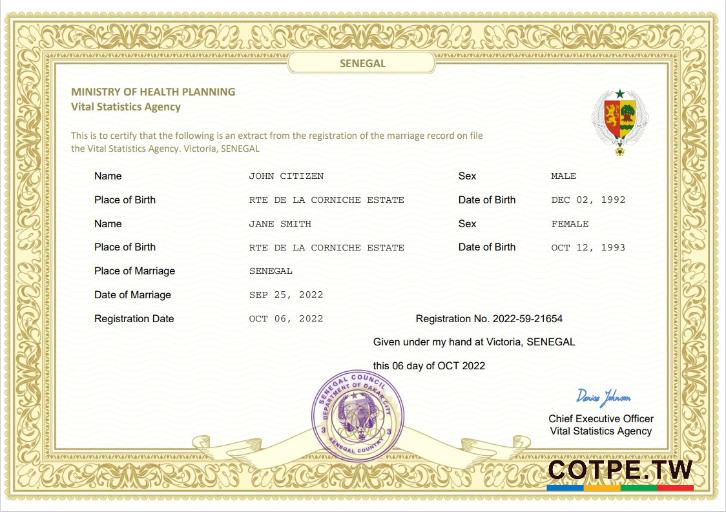 SENEGAL
MINISTRY OF HEALTH PLANNING
Vital Statistics Agency
This is to certify that the following is an extract from the registration of the marriage record on file
the Vital Statistics Agency. Victoria, SENEGAL
Name JOHN CITIZEN Sex MALE
Place of Birth RTE DE LA CORNICHE ESTATE Date of Birth DEC 02, 1992
Name JANE SMITH Sex FEMALE
Place of Birth RTE DE LA CORNICHE ESTATE Date of Birth OCT 12, 1993
Place of Marriage SENEGAL
Date of Marriage SEP 25, 2022
Registration Date OCT 06, 2022 Registration No. 2022-59-21654
Given under my hand at Victoria, SENEGAL
this 06 day of OCT 2022
SENEGAL COUNCIL
DEPARTMENT OF DAKAR CITY
3 3
SENEGAL COUNTRY
Denise Johnson
Chief Executive Officer
Vital Statistics Agency
COTPE.TW